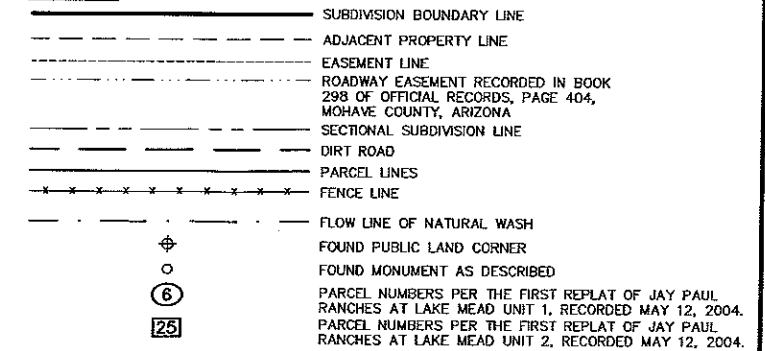 SUBDIVISION BOUNDARY LINE
ADJACENT PROPERTY LINE
EASEMENT LINE
ROADWAY EASEMENT RECORDED IN BOOK
298 OF OFFICIAL RECORDS, PAGE 404,
MOHAVE COUNTY, ARIZONA
SECTIONAL SUBDIVISION LINE
DIRT ROAD
PARCEL LINES
FENCE LINE
FLOW LINE OF NATURAL WASH
FOUND PUBLIC LAND CORNER
FOUND MONUMENT AS DESCRIBED
6 PARCEL NUMBERS PER THE FIRST REPLAT OF JAY PAUL
RANCHES AT LAKE MEAD UNIT 1, RECORDED MAY 12, 2004.
25 PARCEL NUMBERS PER THE FIRST REPLAT OF JAY PAUL
RANCHES AT LAKE MEAD UNIT 2, RECORDED MAY 12, 2004.